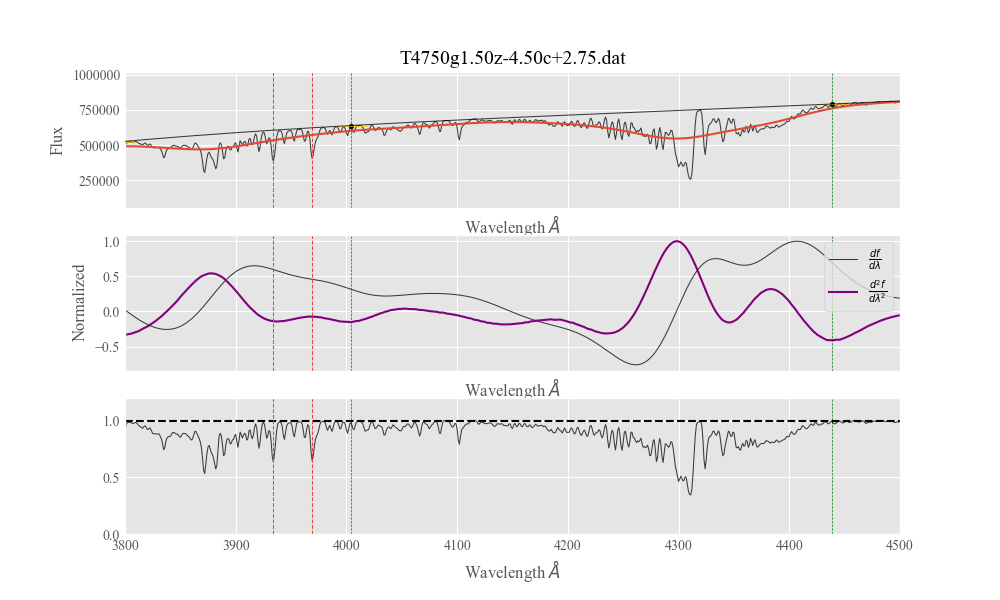 T4750g1.50z-4.50c+2.75.dat
1000000
750000
500000
250000
Flux
Wavelength Å
1.0
0.5
0.0
−0.5
Normalized
df/dλ
d²f/dλ²
Wavelength Å
1.0
0.5
0.0
3800 3900 4000 4100 4200 4300 4400 4500
Wavelength Å